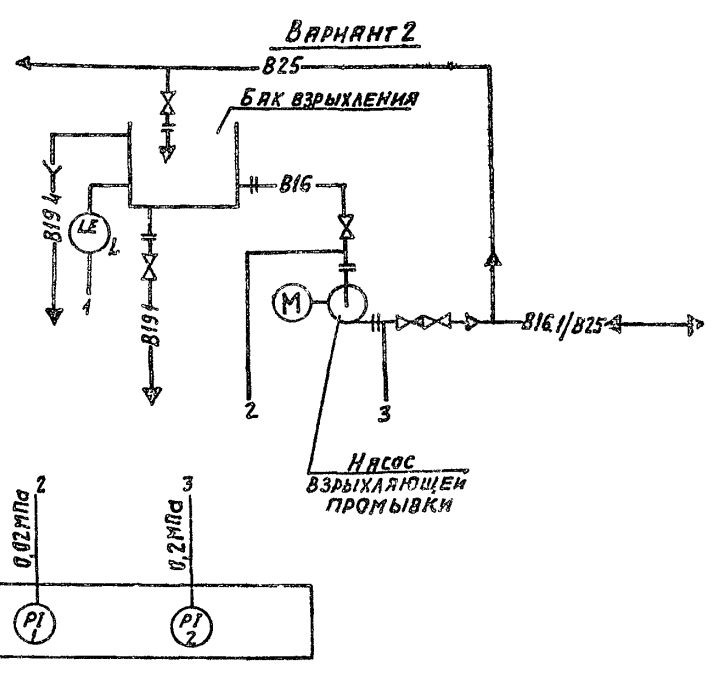 ВАРИАНТ 2
В25
БАК ВЗРЫХЛЕНИЯ
В16
В19 4
LE
L
1
В19 1
М
В16.1/В25
2
3
НАСОС
ВЗРЫХЛЯЮЩЕЙ
ПРОМЫВКИ
2
3
0,02 МПа
0,2 МПа
PI
1
PI
2